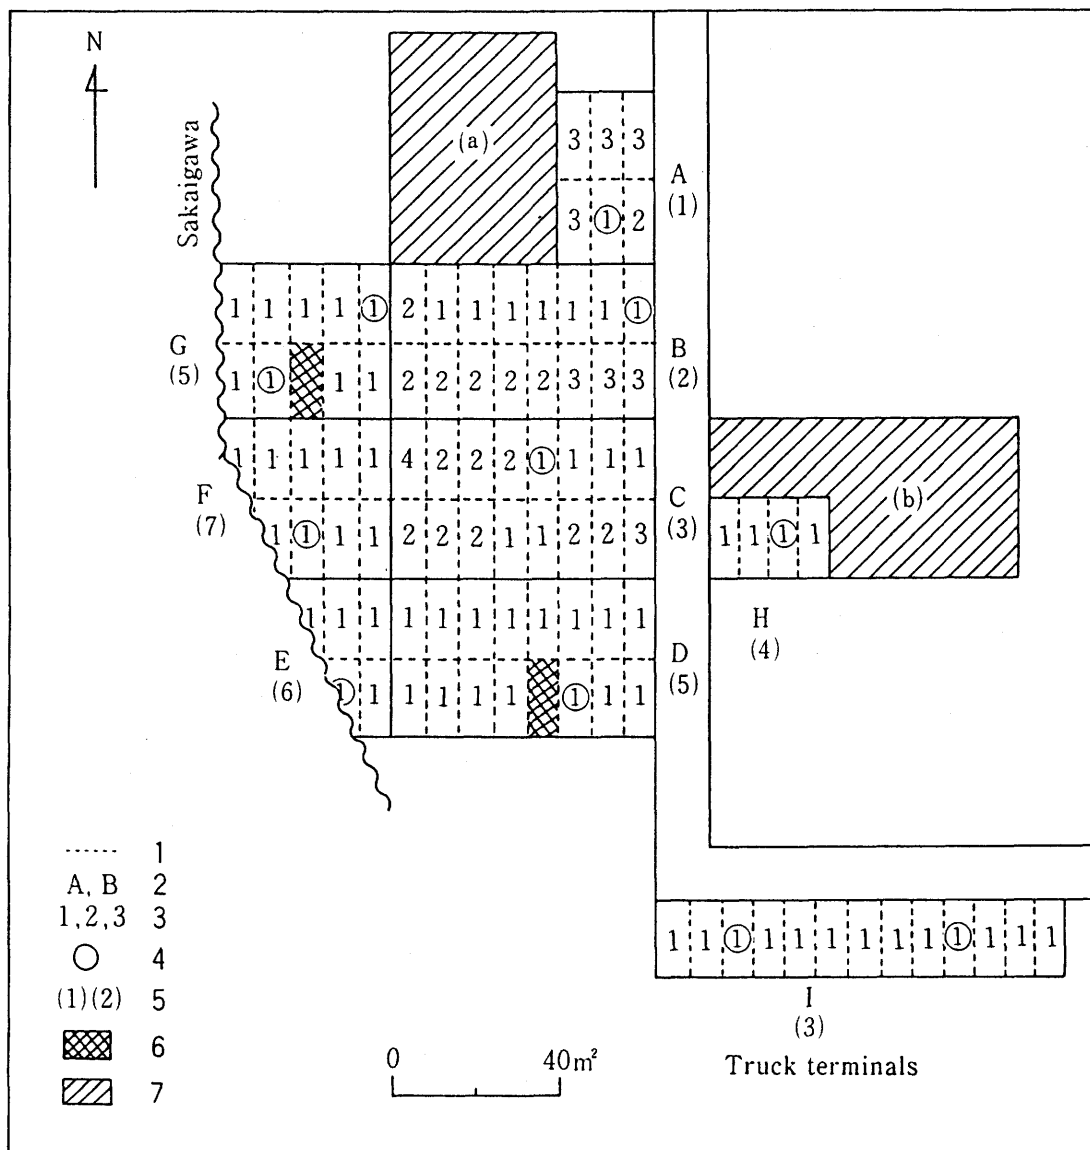 N
Sakaigawa
(a)
3 3 3
A
(1)
3 1 2
1 1 1 1 1 2 1 1 1 1 1 1 1
G
(5)
B
(2)
1 1 1 1 2 2 2 2 2 3 3 3
1 1 1 1 1 4 2 2 2 1 1 1 1
F
(7)
C
(3)
(b)
1 1 1 1 2 2 2 1 1 2 2 3
1 1 1 1
1 1 1 1 1 1 1 1 1 1 1
H
(4)
E
(6)
D
(5)
1 1 1 1 1 1 1 1 1
1
A, B 2
1,2,3 3
4
(1)(2) 5
6
7
1 1 1 1 1 1 1 1 1 1 1 1 1
I
(3)
0 40m²
Truck terminals